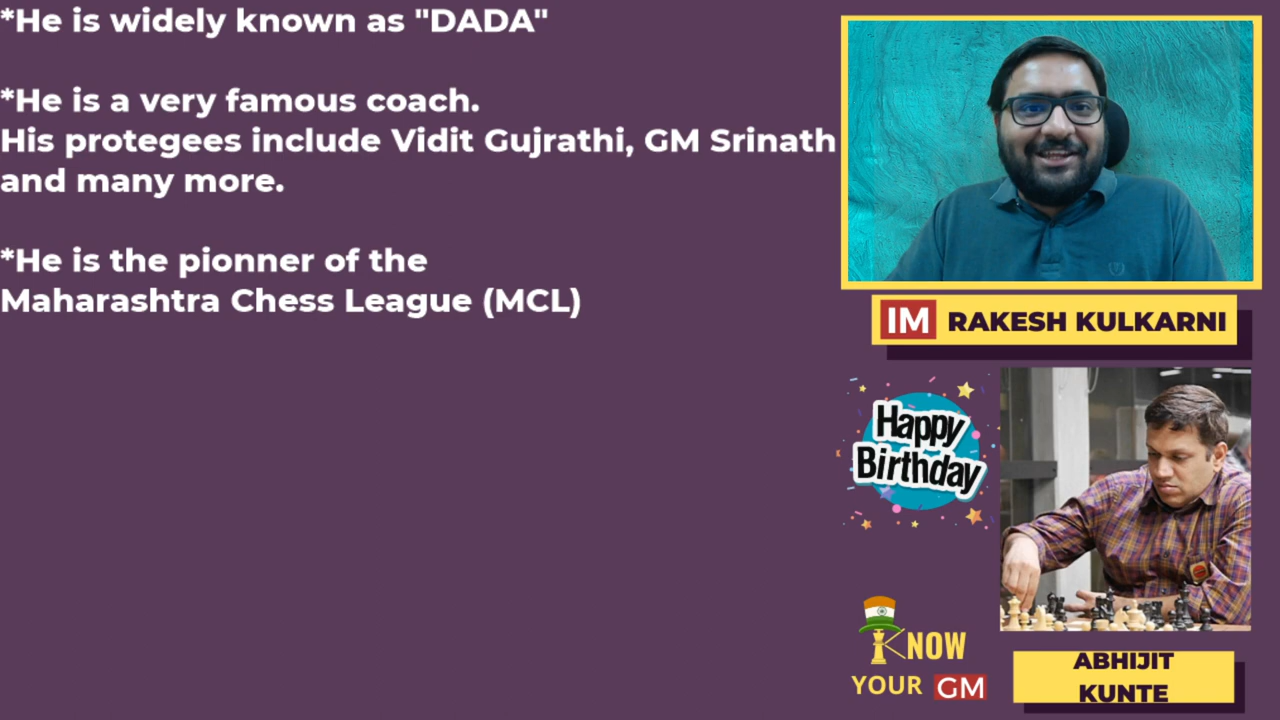 *He is widely known as "DADA"
*He is a very famous coach.
His protegees include Vidit Gujrathi, GM Srinath
and many more.
*He is the pionner of the
Maharashtra Chess League (MCL)
IM RAKESH KULKARNI
Happy
Birthday
KNOW
YOUR GM
ABHIJIT
KUNTE